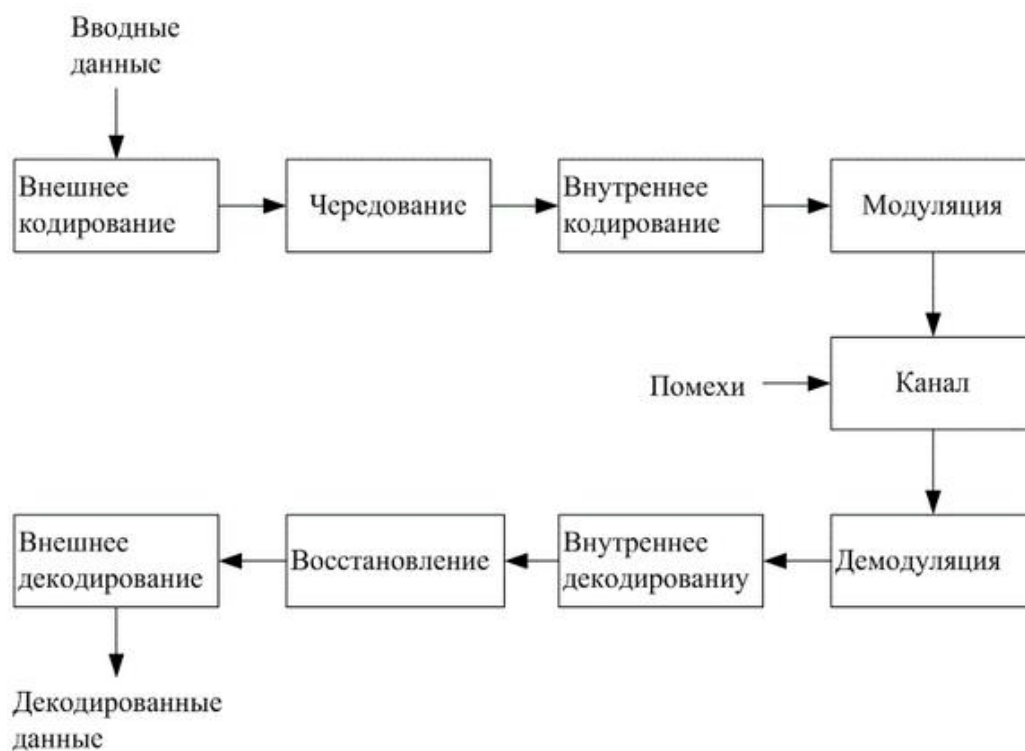 Вводные
данные
Внешнее
кодирование
Чередование
Внутреннее
кодирование
Модуляция
Помехи
Канал
Внешнее
декодирование
Восстановление
Внутреннее
декодированиу
Демодуляция
Декодированные
данные